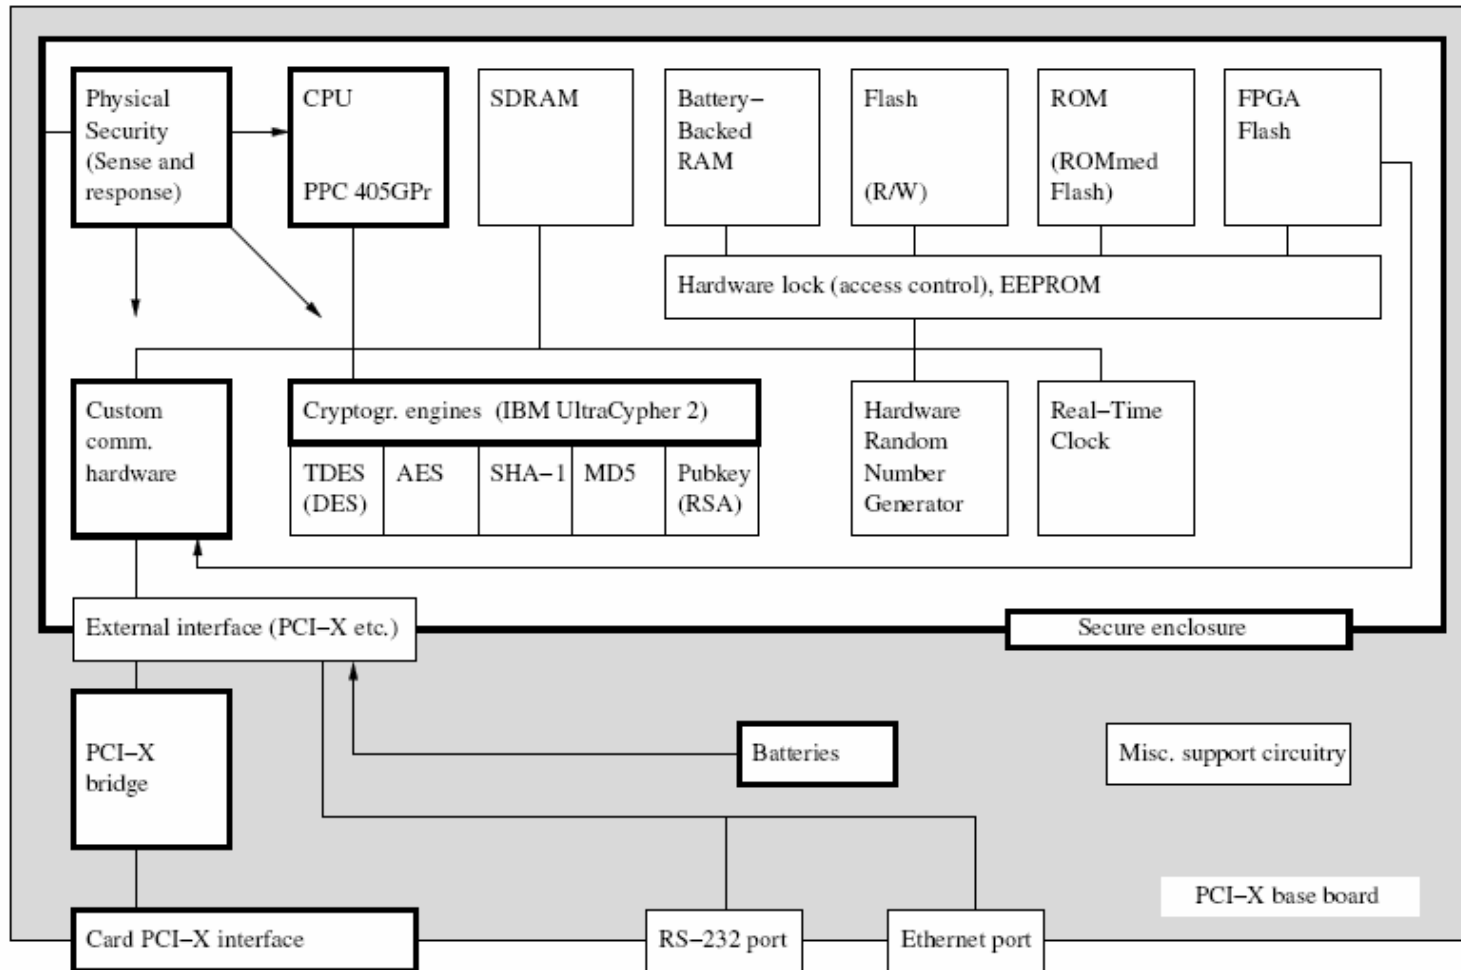 Physical
Security
(Sense and
response)
CPU
PPC 405GPr
SDRAM
Battery–
Backed
RAM
Flash
(R/W)
ROM
(ROMmed
Flash)
FPGA
Flash
Hardware lock (access control), EEPROM
Custom
comm.
hardware
Cryptogr. engines (IBM UltraCypher 2)
TDES
(DES)
AES
SHA–1
MD5
Pubkey
(RSA)
Hardware
Random
Number
Generator
Real–Time
Clock
External interface (PCI–X etc.)
Secure enclosure
PCI–X
bridge
Batteries
Misc. support circuitry
PCI–X base board
Card PCI–X interface
RS–232 port
Ethernet port